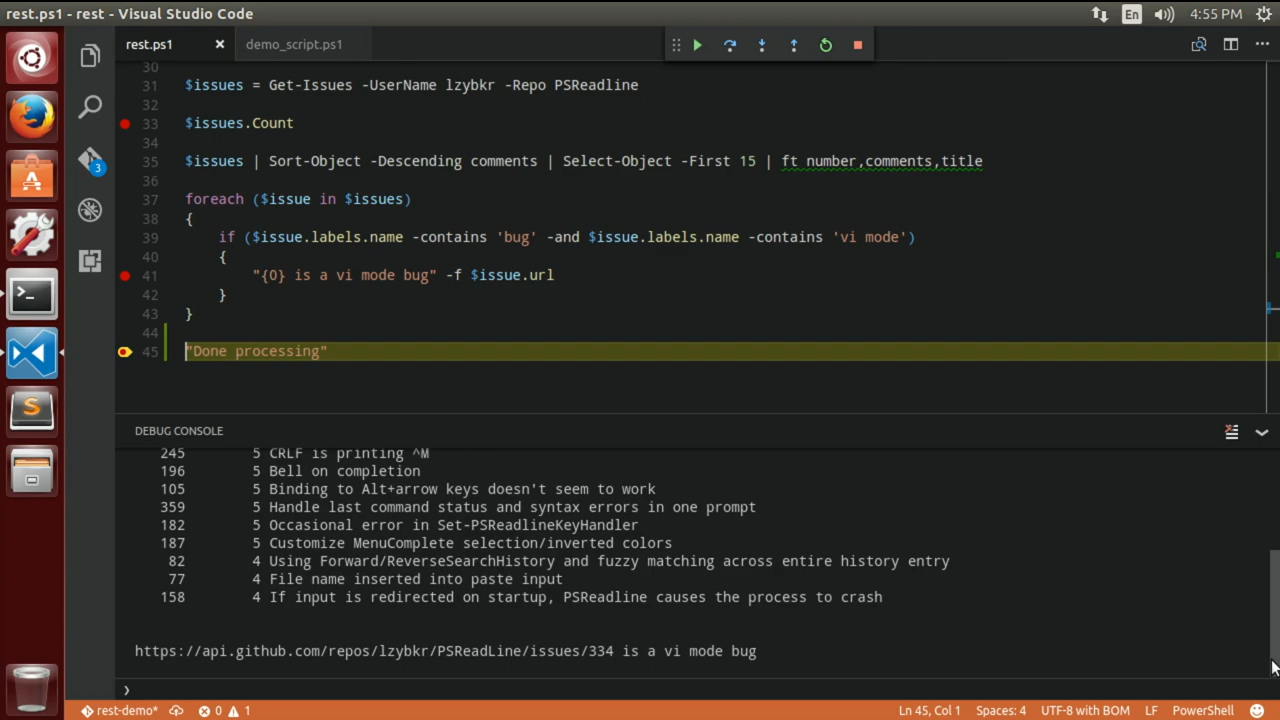 rest.ps1 - rest - Visual Studio Code
En
4:55 PM
rest.ps1
demo_script.ps1
30
31 $issues = Get-Issues -UserName lzybkr -Repo PSReadline
32
33 $issues.Count
34
35 $issues | Sort-Object -Descending comments | Select-Object -First 15 | ft number,comments,title
36
37 foreach ($issue in $issues)
38 {
39 if ($issue.labels.name -contains 'bug' -and $issue.labels.name -contains 'vi mode')
40 {
41 "{0} is a vi mode bug" -f $issue.url
42 }
43 }
44
45 "Done processing"
3
DEBUG CONSOLE
245 5 CRLF is printing ^M
196 5 Bell on completion
105 5 Binding to Alt+arrow keys doesn't seem to work
359 5 Handle last command status and syntax errors in one prompt
182 5 Occasional error in Set-PSReadlineKeyHandler
187 5 Customize MenuComplete selection/inverted colors
82 4 Using Forward/ReverseSearchHistory and fuzzy matching across entire history entry
77 4 File name inserted into paste input
158 4 If input is redirected on startup, PSReadline causes the process to crash
https://api.github.com/repos/lzybkr/PSReadLine/issues/334 is a vi mode bug
❯
rest-demo* 0 1 Ln 45, Col 1 Spaces: 4 UTF-8 with BOM LF PowerShell